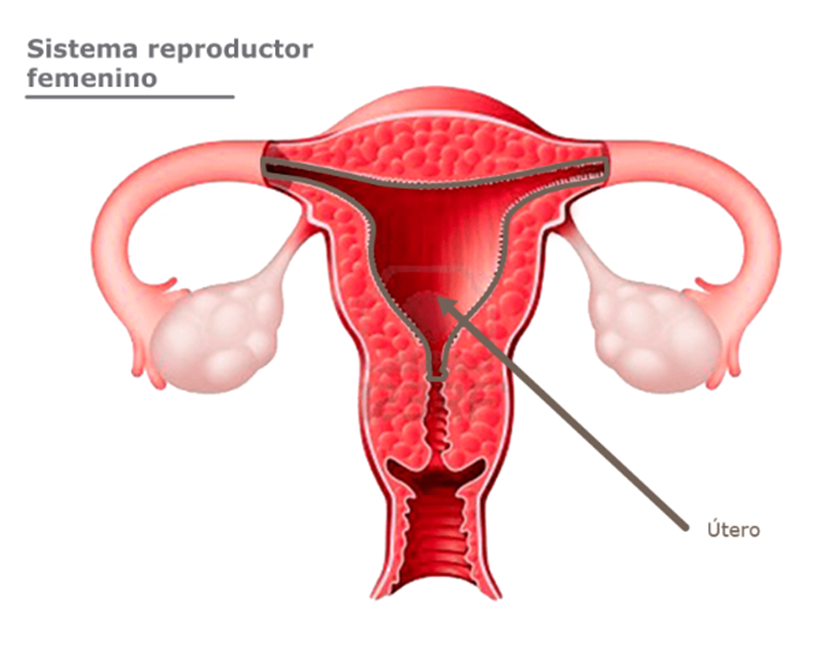 Sistema reproductor
femenino
Útero